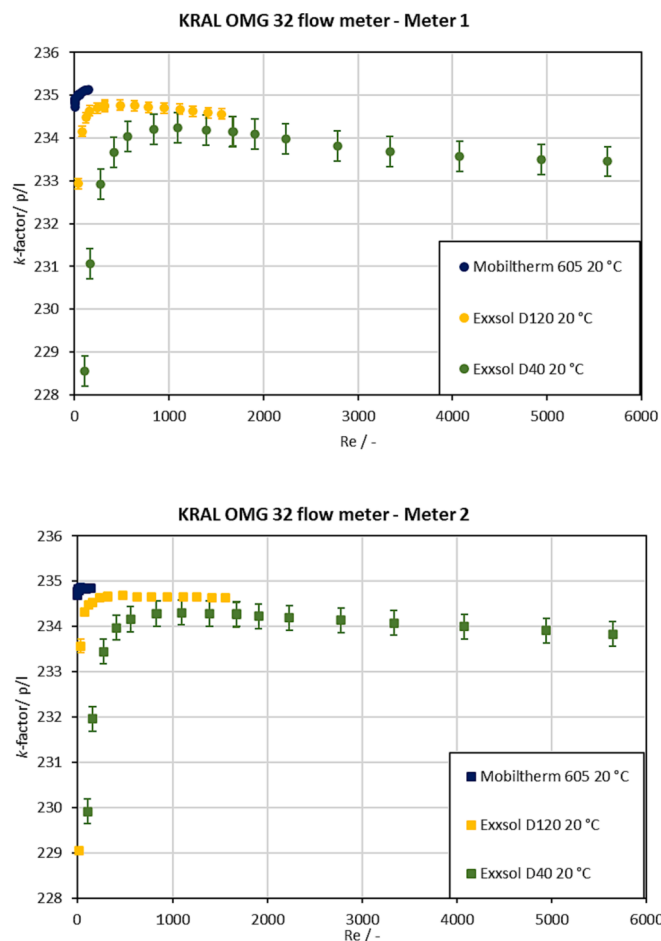 KRAL OMG 32 flow meter - Meter 1
236
235
234
233
232
231
230
229
228
k-factor/ p/l
Mobiltherm 605 20 °C
Exxsol D120 20 °C
Exxsol D40 20 °C
0 1000 2000 3000 4000 5000 6000
Re / -
KRAL OMG 32 flow meter - Meter 2
236
235
234
233
232
231
230
229
228
k-factor/ p/l
Mobiltherm 605 20 °C
Exxsol D120 20 °C
Exxsol D40 20 °C
0 1000 2000 3000 4000 5000 6000
Re / -